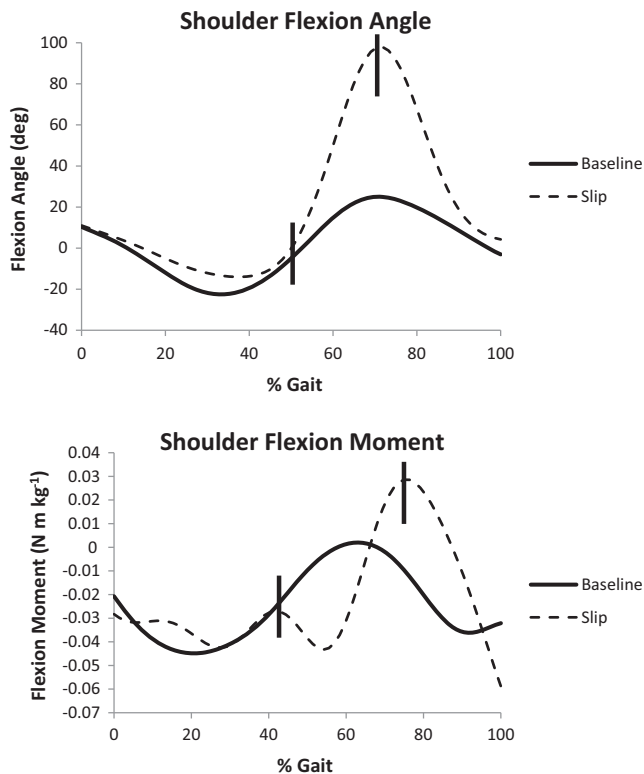 Shoulder Flexion Angle
100
80
60
40
20
0
-20
-40
Flexion Angle (deg)
0 20 40 60 80 100
% Gait
Baseline
Slip
Shoulder Flexion Moment
0.04
0.03
0.02
0.01
0
-0.01
-0.02
-0.03
-0.04
-0.05
-0.06
-0.07
Flexion Moment (N m kg⁻¹)
0 20 40 60 80 100
% Gait
Baseline
Slip